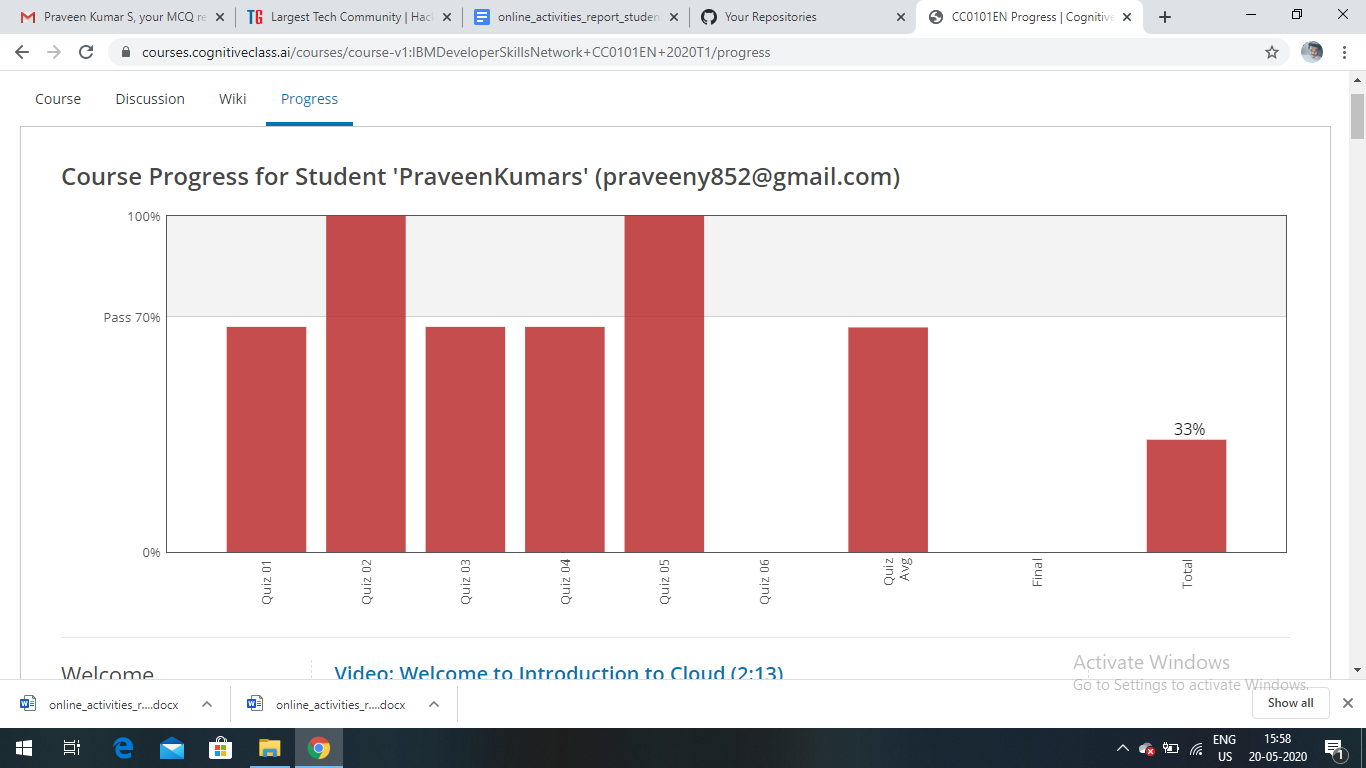 Praveen Kumar S, your MCQ re
Largest Tech Community | Hac
online_activities_report_studen
Your Repositories
CC0101EN Progress | Cognitive
courses.cognitiveclass.ai/courses/course-v1:IBMDeveloperSkillsNetwork+CC0101EN+2020T1/progress
Course
Discussion
Wiki
Progress
Course Progress for Student 'PraveenKumars' (praveeny852@gmail.com)
100%
Pass 70%
0%
33%
Quiz 01
Quiz 02
Quiz 03
Quiz 04
Quiz 05
Quiz 06
Quiz
Avg
Final
Total
Welcome
Video: Welcome to Introduction to Cloud (2:13)
Activate Windows
Go to Settings to activate Windows.
online_activities_r....docx
online_activities_r....docx
Show all
ENG
US
15:58
20-05-2020
1